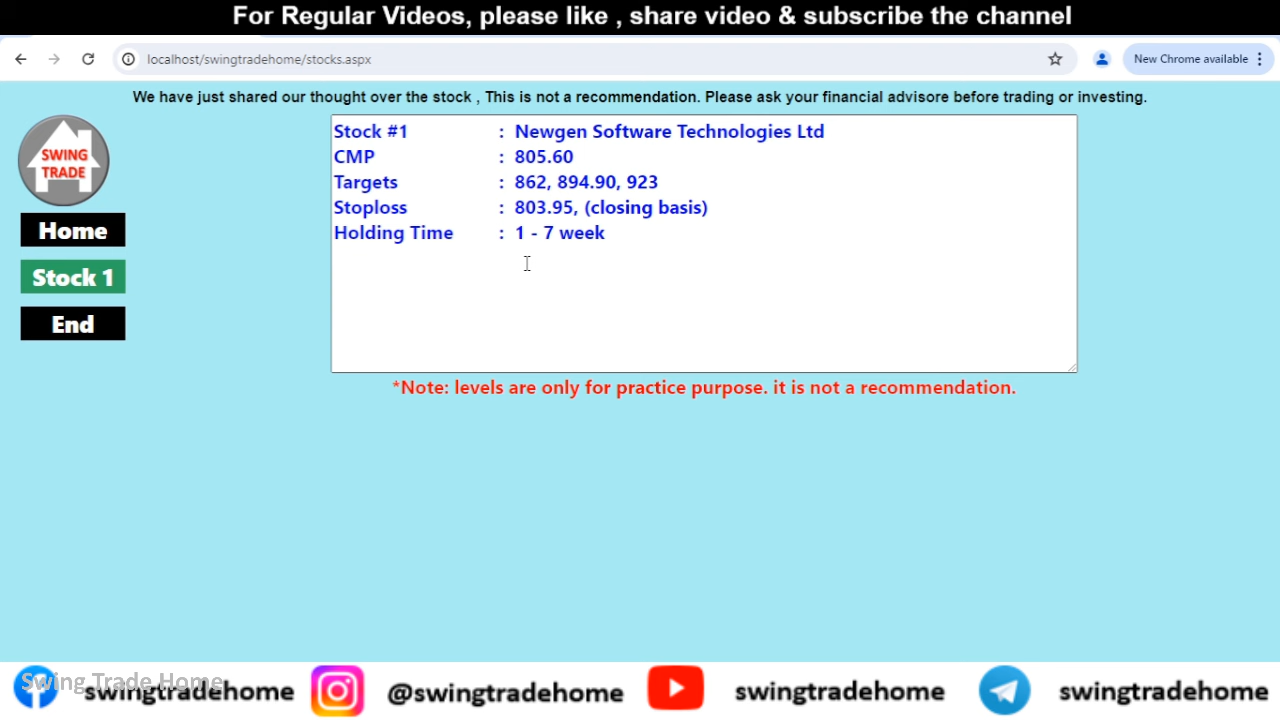 For Regular Videos, please like , share video & subscribe the channel
localhost/swingtradehome/stocks.aspx
New Chrome available
We have just shared our thought over the stock , This is not a recommendation. Please ask your financial advisore before trading or investing.
SWING
TRADE
Home
Stock 1
End
Stock #1 : Newgen Software Technologies Ltd
CMP : 805.60
Targets : 862, 894.90, 923
Stoploss : 803.95, (closing basis)
Holding Time : 1 - 7 week
*Note: levels are only for practice purpose. it is not a recommendation.
Swing Trade Home
swingtradehome
@swingtradehome
swingtradehome
swingtradehome